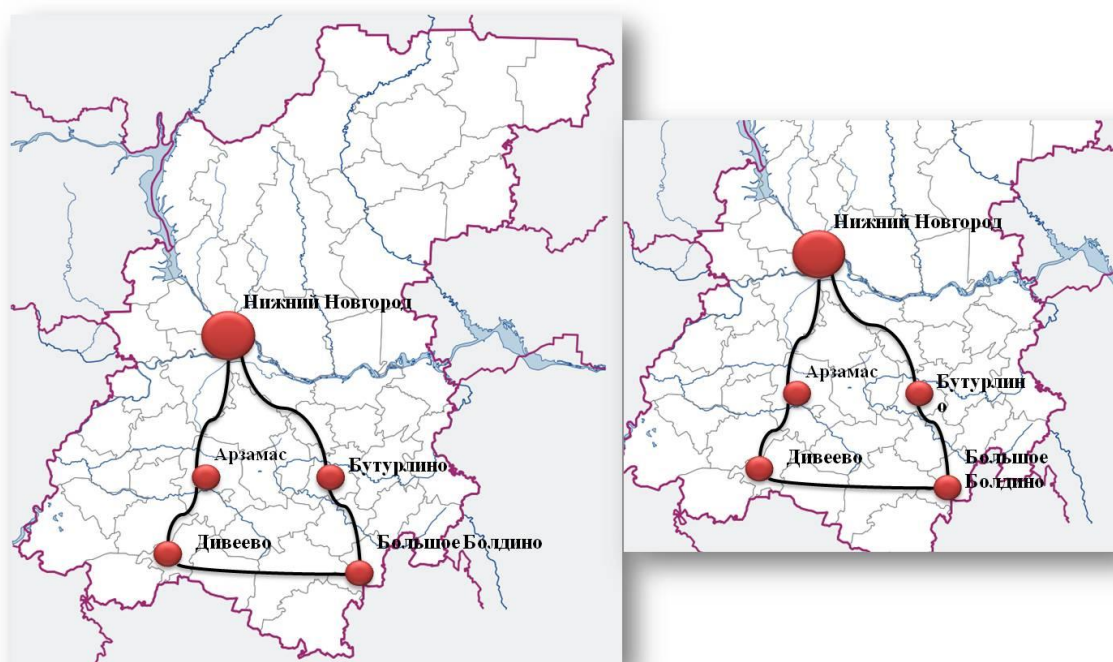 Нижний Новгород
Арзамас
Бутурлино
Дивеево
Большое Болдино
Нижний Новгород
Арзамас
Бутурлин
о
Дивеево
Большое
Болдино